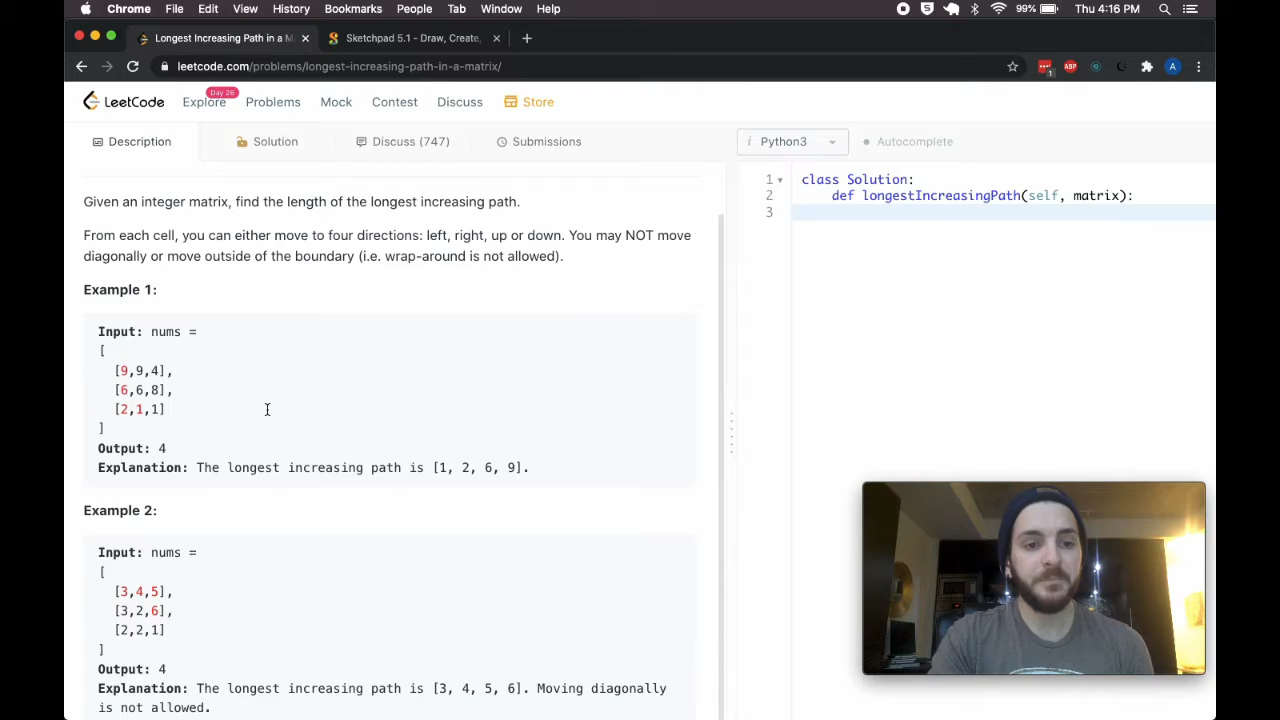 Chrome File Edit View History Bookmarks People Tab Window Help 99% Thu 4:16 PM
Longest Increasing Path in a M Sketchpad 5.1 - Draw, Create,
leetcode.com/problems/longest-increasing-path-in-a-matrix/ 1 ABP A
Day 26
LeetCode Explore Problems Mock Contest Discuss Store
Description Solution Discuss (747) Submissions i Python3 Autocomplete
Given an integer matrix, find the length of the longest increasing path.
From each cell, you can either move to four directions: left, right, up or down. You may NOT move
diagonally or move outside of the boundary (i.e. wrap-around is not allowed).
Example 1:
Input: nums =
[
[9,9,4],
[6,6,8],
[2,1,1]
]
Output: 4
Explanation: The longest increasing path is [1, 2, 6, 9].
Example 2:
Input: nums =
[
[3,4,5],
[3,2,6],
[2,2,1]
]
Output: 4
Explanation: The longest increasing path is [3, 4, 5, 6]. Moving diagonally
is not allowed.
1 class Solution:
2 def longestIncreasingPath(self, matrix):
3